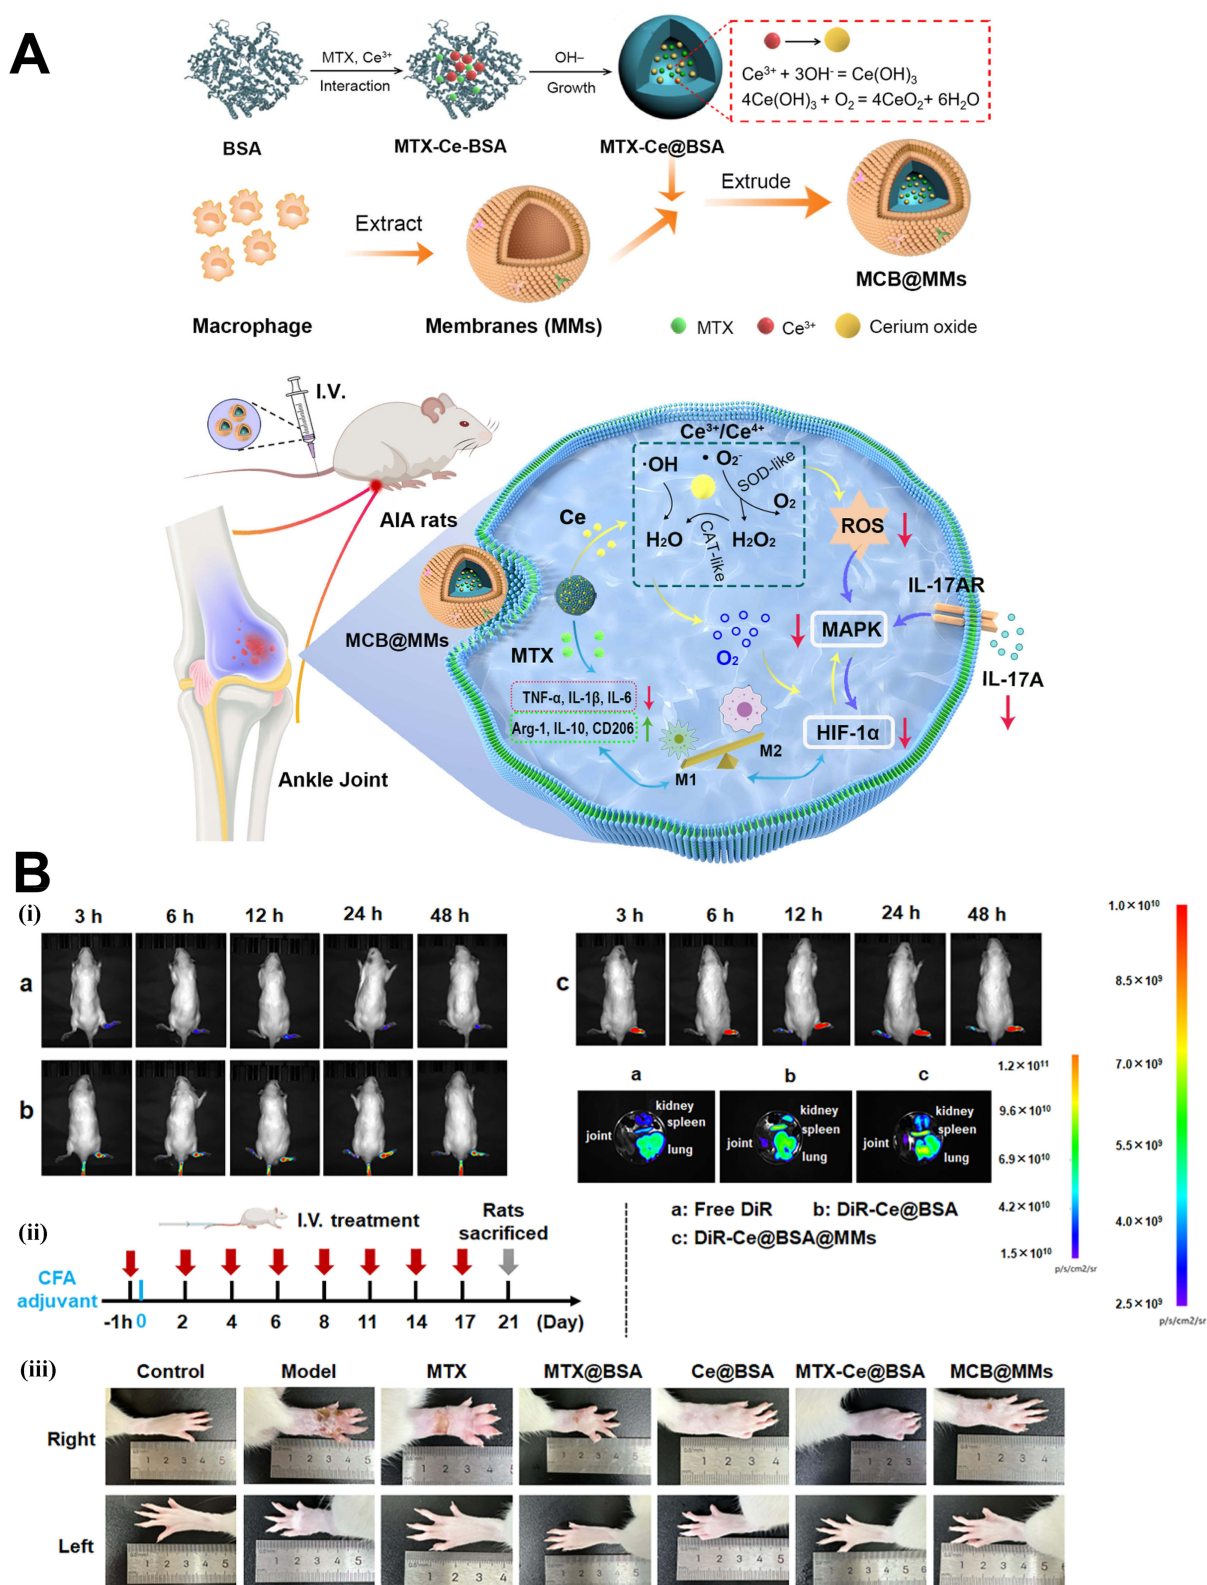 A
MTX, Ce³⁺
Interaction
OH–
Growth
Ce³⁺ + 3OH⁻ = Ce(OH)₃
4Ce(OH)₃ + O₂ = 4CeO₂ + 6H₂O
BSA
MTX-Ce-BSA
MTX-Ce@BSA
Extract
Extrude
Macrophage
Membranes (MMs)
MCB@MMs
MTX
Ce³⁺
Cerium oxide
I.V.
AIA rats
Ankle Joint
MCB@MMs
Ce³⁺/Ce⁴⁺
·OH
• O₂⁻
SOD-like
O₂
H₂O
CAT-like
H₂O₂
Ce
MTX
ROS
IL-17AR
MAPK
O₂
IL-17A
TNF-α, IL-1β, IL-6
Arg-1, IL-10, CD206
HIF-1α
M1
M2
B
(i)
3 h 6 h 12 h 24 h 48 h
a
b
3 h 6 h 12 h 24 h 48 h
c
a b c
kidney
spleen
joint
lung
kidney
spleen
joint
lung
kidney
spleen
joint
lung
1.2×10¹¹
9.6×10¹⁰
6.9×10¹⁰
4.2×10¹⁰
1.5×10¹⁰
p/s/cm2/sr
1.0×10¹⁰
8.5×10⁹
7.0×10⁹
5.5×10⁹
4.0×10⁹
2.5×10⁹
p/s/cm2/sr
a: Free DiR b: DiR-Ce@BSA
c: DiR-Ce@BSA@MMs
(ii)
I.V. treatment
Rats
sacrificed
CFA
adjuvant
-1h 0 2 4 6 8 11 14 17 21 (Day)
(iii)
Control Model MTX MTX@BSA Ce@BSA MTX-Ce@BSA MCB@MMs
Right
Left